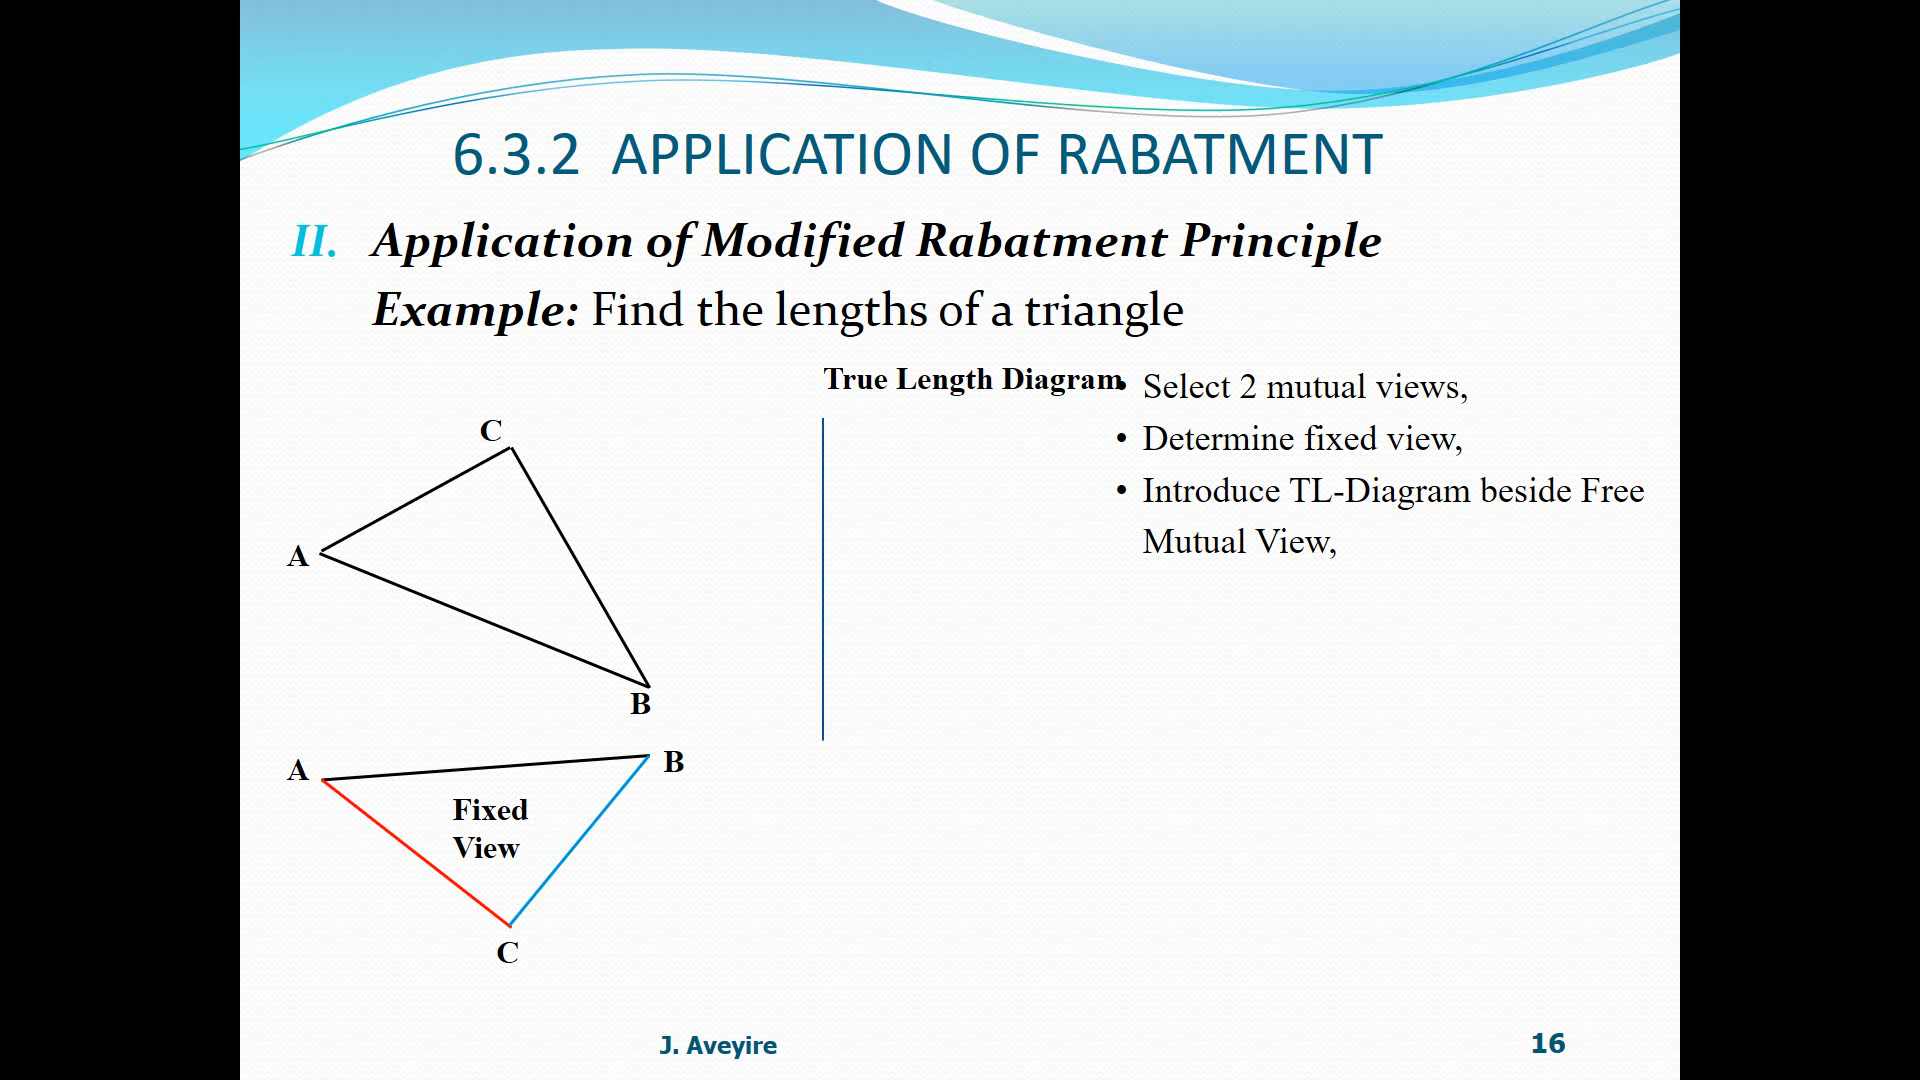 6.3.2 APPLICATION OF RABATMENT
II. Application of Modified Rabatment Principle
Example: Find the lengths of a triangle
True Length Diagram
• Select 2 mutual views,
• Determine fixed view,
• Introduce TL-Diagram beside Free
Mutual View,
C
A
B
A
B
Fixed
View
C
J. Aveyire
16